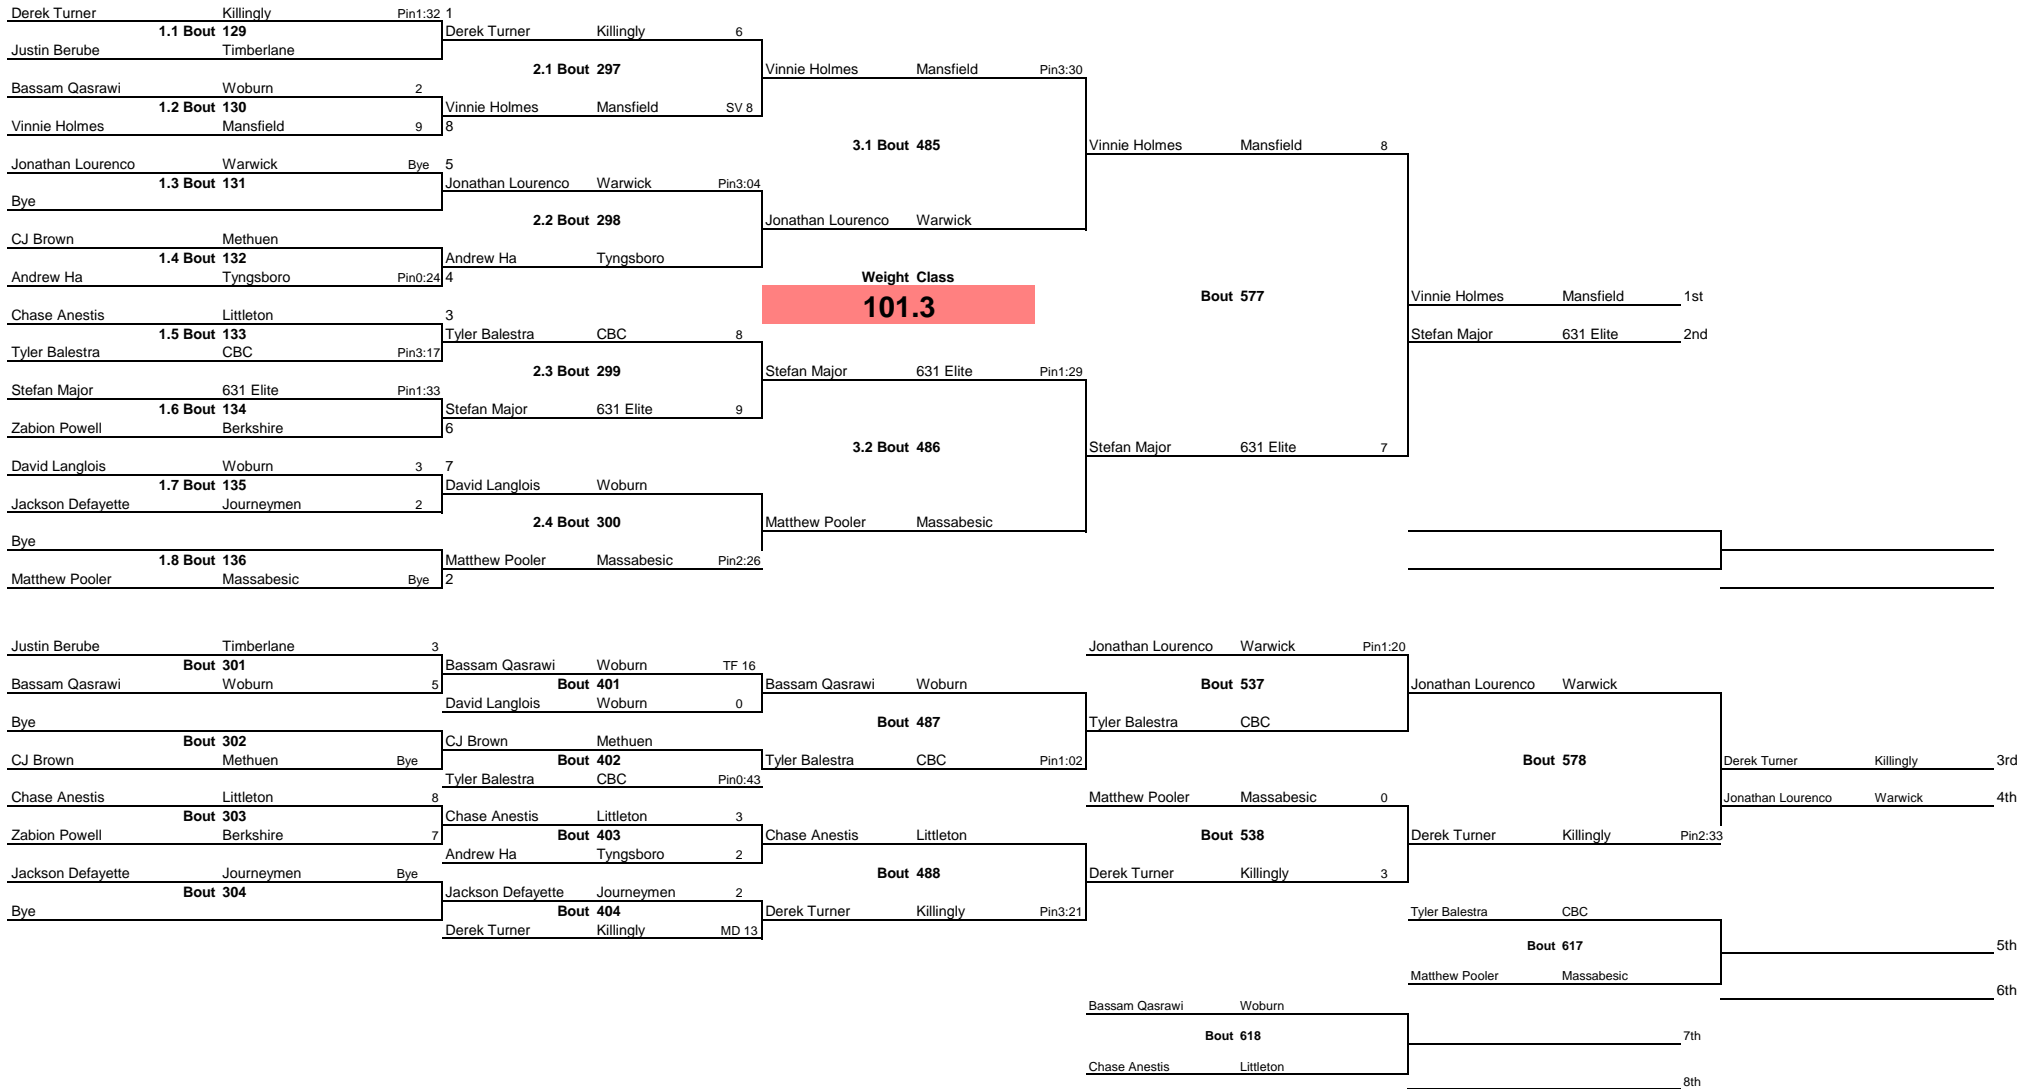 Derek Turner Killingly Pin1:32 1
1.1 Bout 129 Derek Turner Killingly 6
Justin Berube Timberlane
2.1 Bout 297 Vinnie Holmes Mansfield Pin3:30
Bassam Qasrawi Woburn 2
1.2 Bout 130 Vinnie Holmes Mansfield SV 8
Vinnie Holmes Mansfield 9 8
3.1 Bout 485 Vinnie Holmes Mansfield 8
Jonathan Lourenco Warwick Bye 5
1.3 Bout 131 Jonathan Lourenco Warwick Pin3:04
Bye
2.2 Bout 298 Jonathan Lourenco Warwick
CJ Brown Methuen
1.4 Bout 132 Andrew Ha Tyngsboro
Andrew Ha Tyngsboro Pin0:24 4 Weight Class
Bout 577 Vinnie Holmes Mansfield 1st
101.3
Chase Anestis Littleton 3
1.5 Bout 133 Tyler Balestra CBC 8 Stefan Major 631 Elite 2nd
Tyler Balestra CBC Pin3:17
2.3 Bout 299 Stefan Major 631 Elite Pin1:29
Stefan Major 631 Elite Pin1:33
1.6 Bout 134 Stefan Major 631 Elite 9
Zabion Powell Berkshire 6
3.2 Bout 486 Stefan Major 631 Elite 7
David Langlois Woburn 3 7
1.7 Bout 135 David Langlois Woburn
Jackson Defayette Journeymen 2
2.4 Bout 300 Matthew Pooler Massabesic
Bye
1.8 Bout 136 Matthew Pooler Massabesic Pin2:26
Matthew Pooler Massabesic Bye 2
Justin Berube Timberlane 3 Jonathan Lourenco Warwick Pin1:20
Bout 301 Bassam Qasrawi Woburn TF 16
Bassam Qasrawi Woburn 5 Bout 401 Bassam Qasrawi Woburn Bout 537 Jonathan Lourenco Warwick
David Langlois Woburn 0
Bye Bout 487 Tyler Balestra CBC
Bout 302 CJ Brown Methuen
CJ Brown Methuen Bye Bout 402 Tyler Balestra CBC Pin1:02 Bout 578 Derek Turner Killingly 3rd
Tyler Balestra CBC Pin0:43
Chase Anestis Littleton 8 Matthew Pooler Massabesic 0 Jonathan Lourenco Warwick 4th
Bout 303 Chase Anestis Littleton 3
Zabion Powell Berkshire 7 Bout 403 Chase Anestis Littleton Bout 538 Derek Turner Killingly Pin2:33
Andrew Ha Tyngsboro 2
Jackson Defayette Journeymen Bye Bout 488 Derek Turner Killingly 3
Bout 304 Jackson Defayette Journeymen 2
Bye Bout 404 Derek Turner Killingly Pin3:21 Tyler Balestra CBC
Derek Turner Killingly MD 13
Bout 617 5th
Matthew Pooler Massabesic
6th
Bassam Qasrawi Woburn
Bout 618 7th
Chase Anestis Littleton
8th